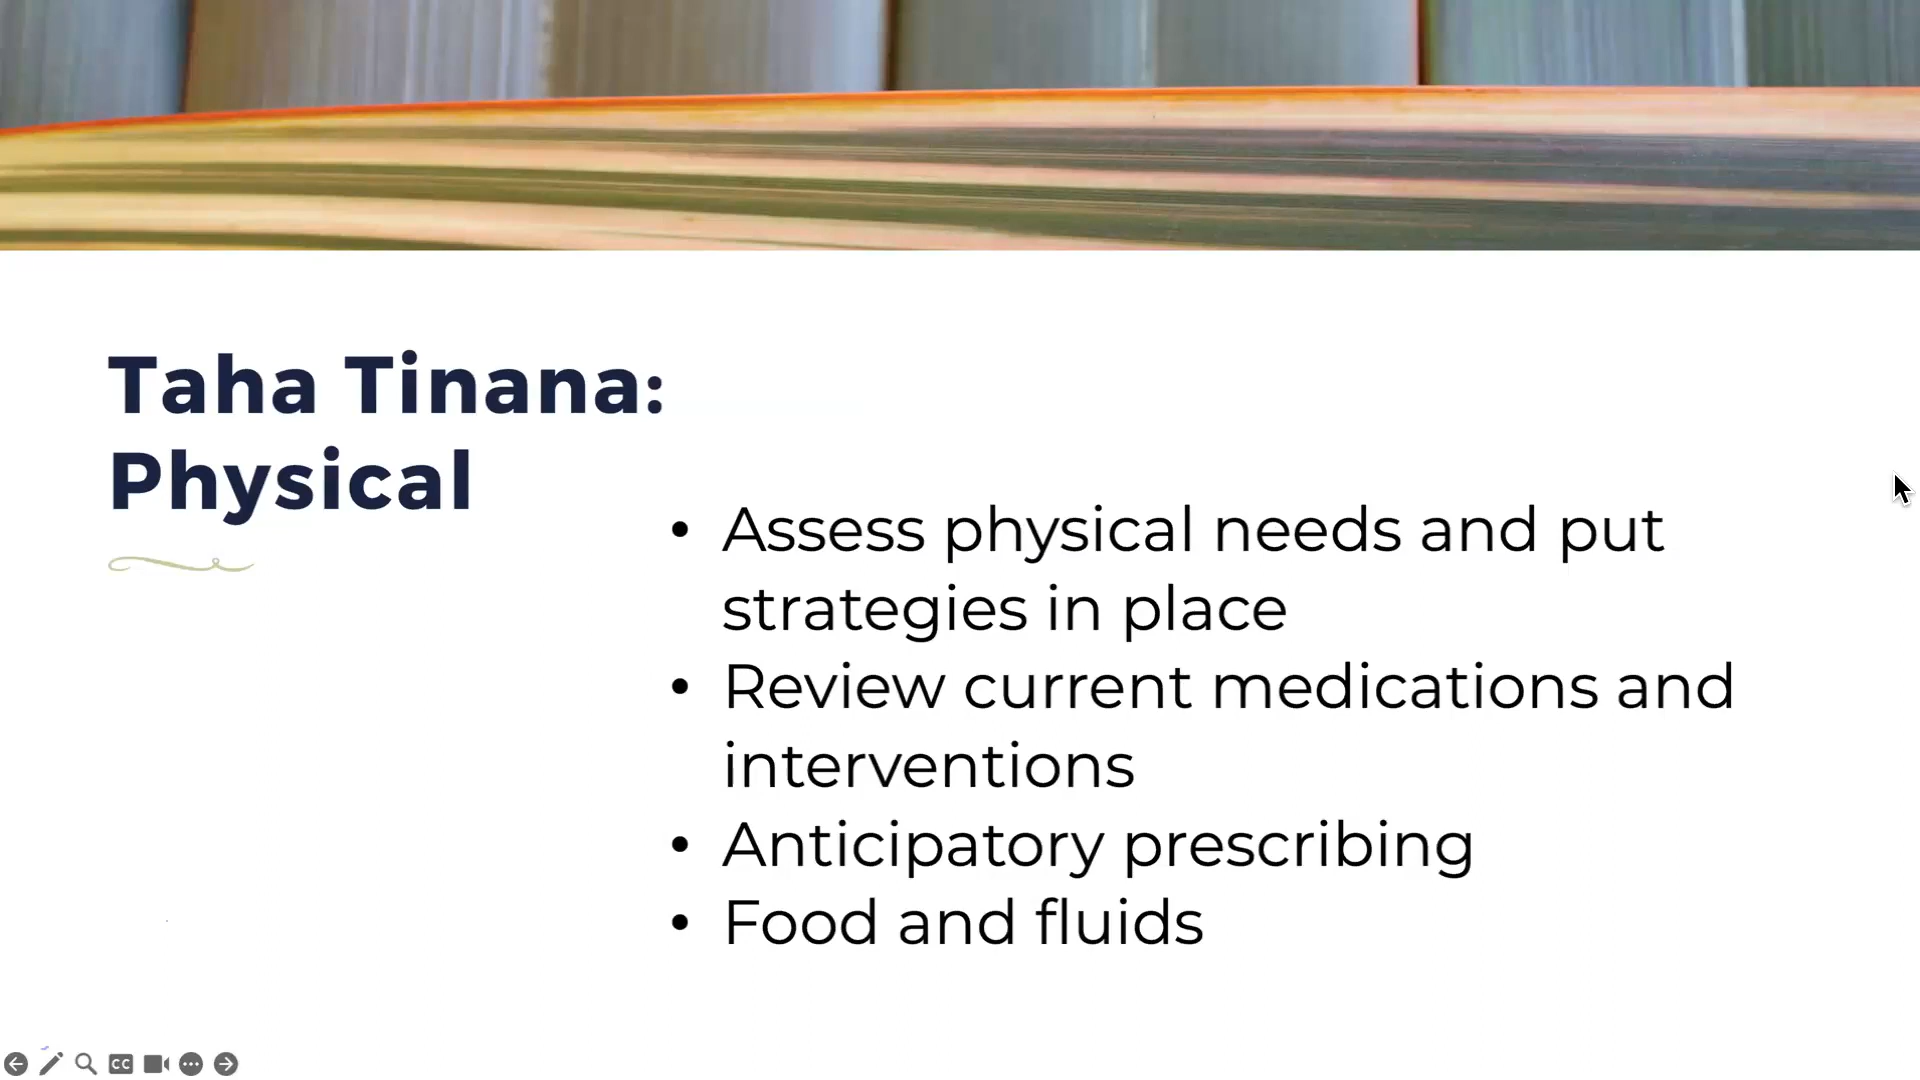 Taha Tinana:
Physical
• Assess physical needs and put
strategies in place
• Review current medications and
interventions
• Anticipatory prescribing
• Food and fluids
CC